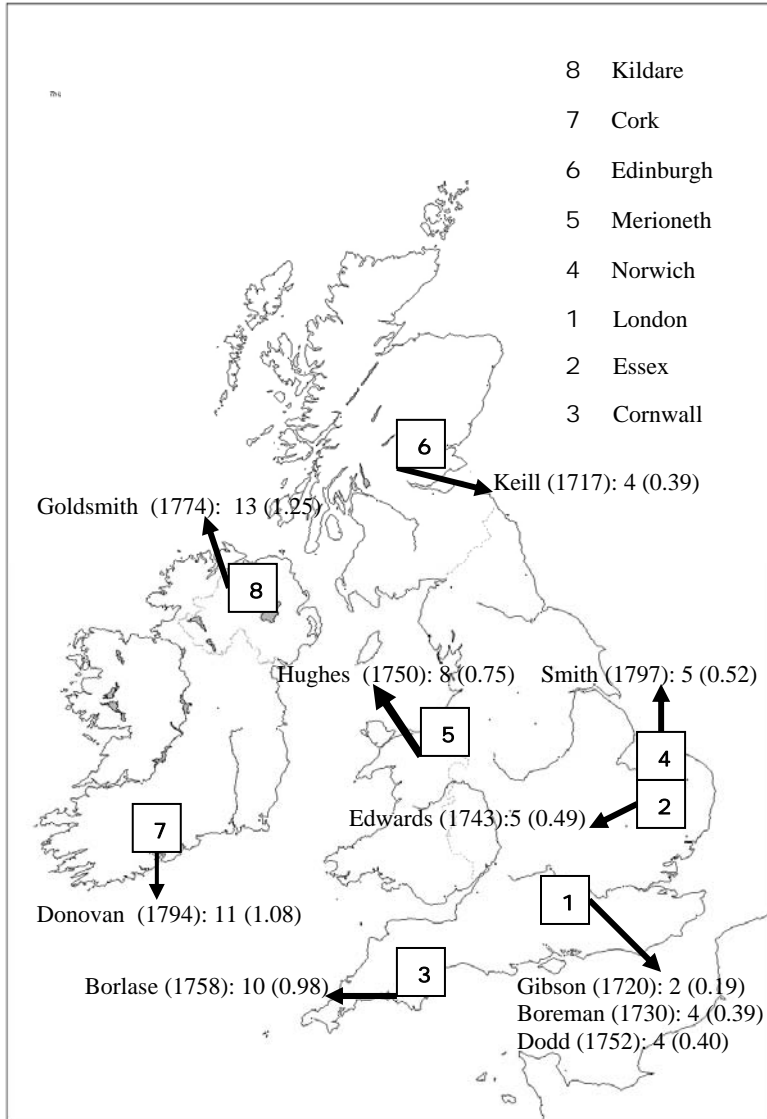 8 Kildare
7 Cork
6 Edinburgh
5 Merioneth
4 Norwich
1 London
2 Essex
3 Cornwall
6
Keill (1717): 4 (0.39)
Goldsmith (1774): 13 (1.25)
8
Hughes (1750): 8 (0.75)
Smith (1797): 5 (0.52)
5
4
2
Edwards (1743):5 (0.49)
7
1
Donovan (1794): 11 (1.08)
3
Borlase (1758): 10 (0.98)
Gibson (1720): 2 (0.19)
Boreman (1730): 4 (0.39)
Dodd (1752): 4 (0.40)